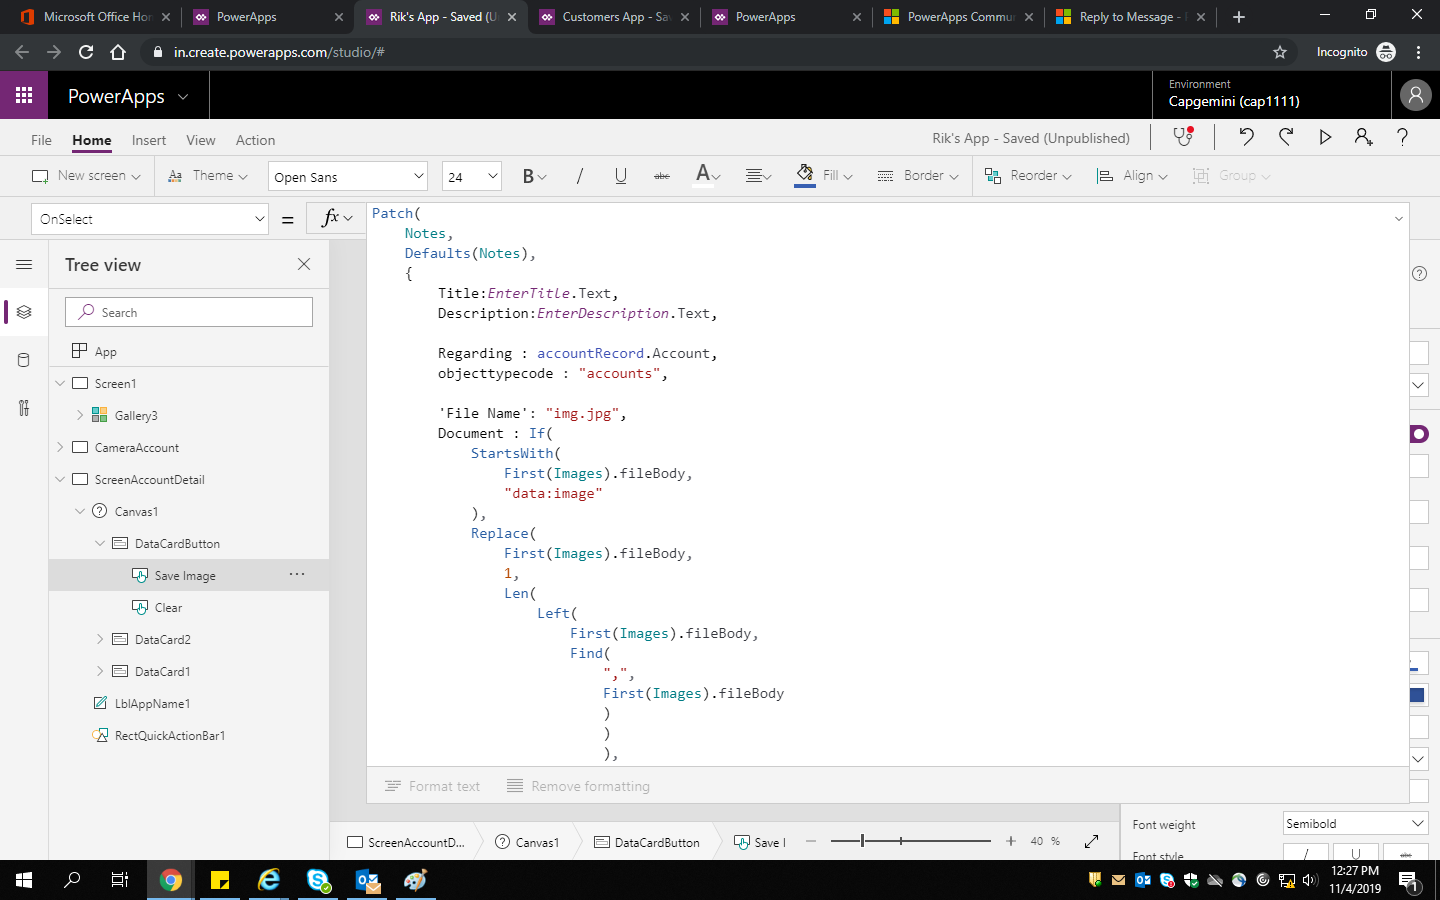 Microsoft Office Ho
PowerApps
Rik's App - Saved (U
Customers App - Sa
PowerApps
PowerApps Commu
Reply to Message -
in.create.powerapps.com/studio/#
Incognito
PowerApps
Environment
Capgemini (cap1111)
File
Home
Insert
View
Action
Rik's App - Saved (Unpublished)
New screen
Theme
Open Sans
24
B
/
U
abc
A
Fill
Border
Reorder
Align
Group
OnSelect
=
fx
Patch(
Notes,
Defaults(Notes),
{
Title:EnterTitle.Text,
Description:EnterDescription.Text,
Regarding : accountRecord.Account,
objecttypecode : "accounts",
'File Name': "img.jpg",
Document : If(
StartsWith(
First(Images).fileBody,
"data:image"
),
Replace(
First(Images).fileBody,
1,
Len(
Left(
First(Images).fileBody,
Find(
",",
First(Images).fileBody
)
)
),
Format text
Remove formatting
Tree view
Search
App
Screen1
Gallery3
CameraAccount
ScreenAccountDetail
Canvas1
DataCardButton
Save Image
Clear
DataCard2
DataCard1
LblAppName1
RectQuickActionBar1
ScreenAccountD...
Canvas1
DataCardButton
Save I
40 %
Font weight
Semibold
Font style
/
U
abc
12:27 PM
11/4/2019
1